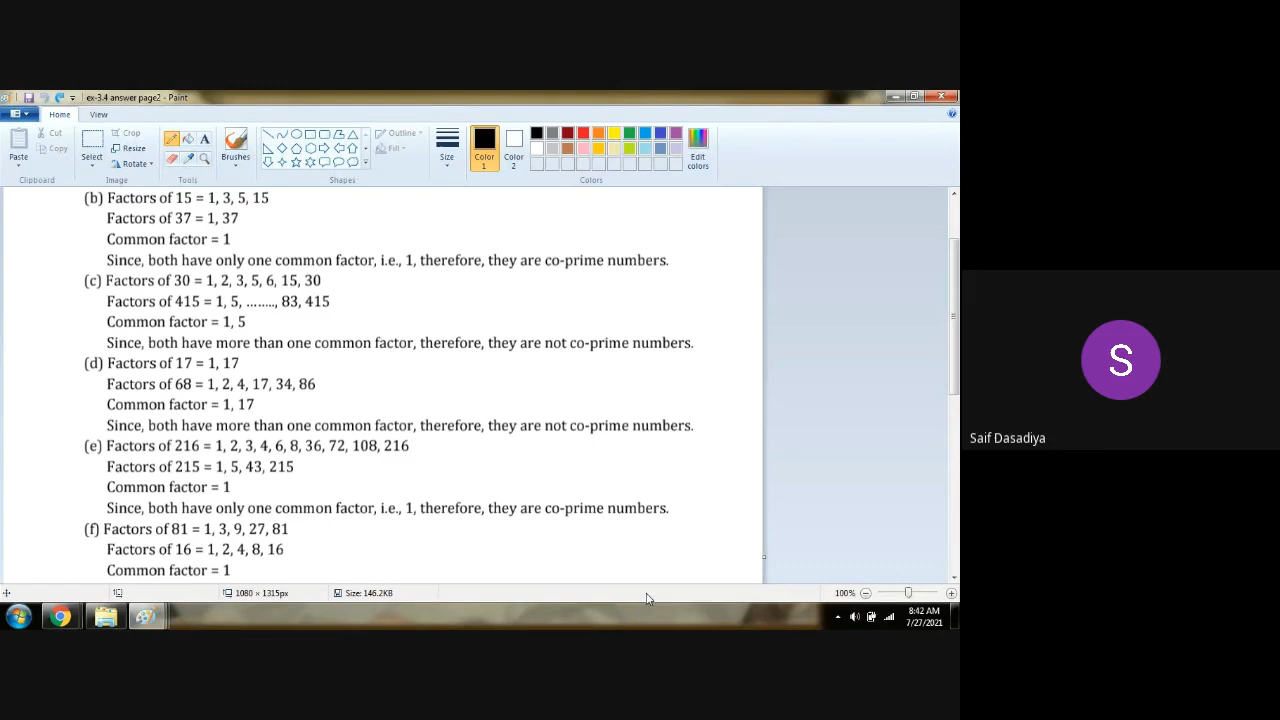 ex-3.4 answer page2 - Paint
Home View
Paste
Cut
Copy
Clipboard
Select
Crop
Resize
Rotate
Image
A
Tools
Brushes
Outline
Fill
Shapes
Size
Color
1
Color
2
Edit
colors
Colors
(b) Factors of 15 = 1, 3, 5, 15
Factors of 37 = 1, 37
Common factor = 1
Since, both have only one common factor, i.e., 1, therefore, they are co-prime numbers.
(c) Factors of 30 = 1, 2, 3, 5, 6, 15, 30
Factors of 415 = 1, 5, …….., 83, 415
Common factor = 1, 5
Since, both have more than one common factor, therefore, they are not co-prime numbers.
(d) Factors of 17 = 1, 17
Factors of 68 = 1, 2, 4, 17, 34, 86
Common factor = 1, 17
Since, both have more than one common factor, therefore, they are not co-prime numbers.
(e) Factors of 216 = 1, 2, 3, 4, 6, 8, 36, 72, 108, 216
Factors of 215 = 1, 5, 43, 215
Common factor = 1
Since, both have only one common factor, i.e., 1, therefore, they are co-prime numbers.
(f) Factors of 81 = 1, 3, 9, 27, 81
Factors of 16 = 1, 2, 4, 8, 16
Common factor = 1
1080 × 1315px
Size: 146.2KB
100%
8:42 AM
7/27/2021
S
Saif Dasadiya